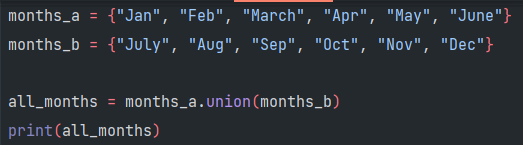 months_a = {"Jan", "Feb", "March", "Apr", "May", "June"}
months_b = {"July", "Aug", "Sep", "Oct", "Nov", "Dec"}
all_months = months_a.union(months_b)
print(all_months)